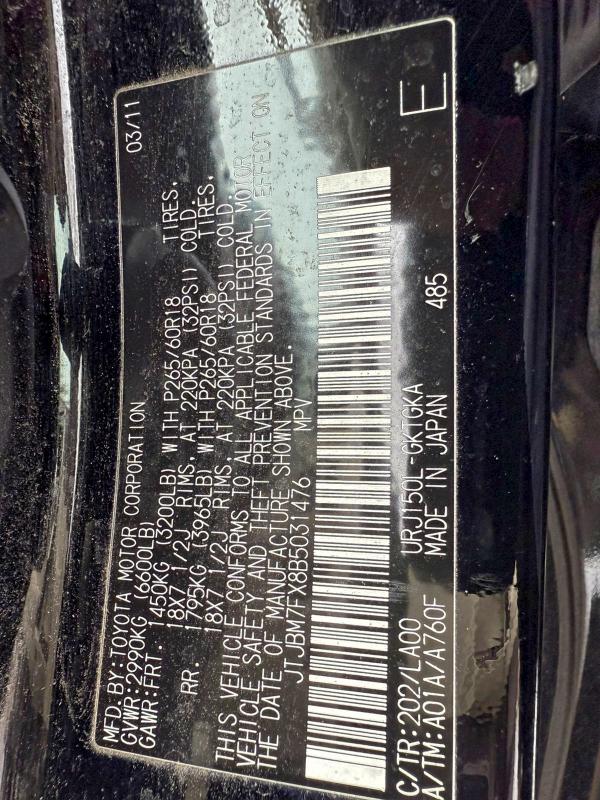 MFD.BY:TOYOTA MOTOR CORPORATION 03/11
GVWR:2990KG (6600LB)
GAWR:FRT. 1450KG (3200LB) WITH P265/60R18 TIRES,
18X7 1/2J RIMS, AT 220KPA (32PSI) COLD.
RR. 1795KG (3965LB) WITH P265/60R18 TIRES,
18X7 1/2J RIMS, AT 220KPA (32PSI) COLD.
THIS VEHICLE CONFORMS TO ALL APPLICABLE FEDERAL MOTOR
VEHICLE SAFETY AND THEFT PREVENTION STANDARDS IN EFFECT ON
THE DATE OF MANUFACTURE SHOWN ABOVE.
JTJBM7FX8B5031476 MPV
C/TR:202/LA00 URJ150L-GKTGKA
A/TM:A01A/A760F MADE IN JAPAN 485
E